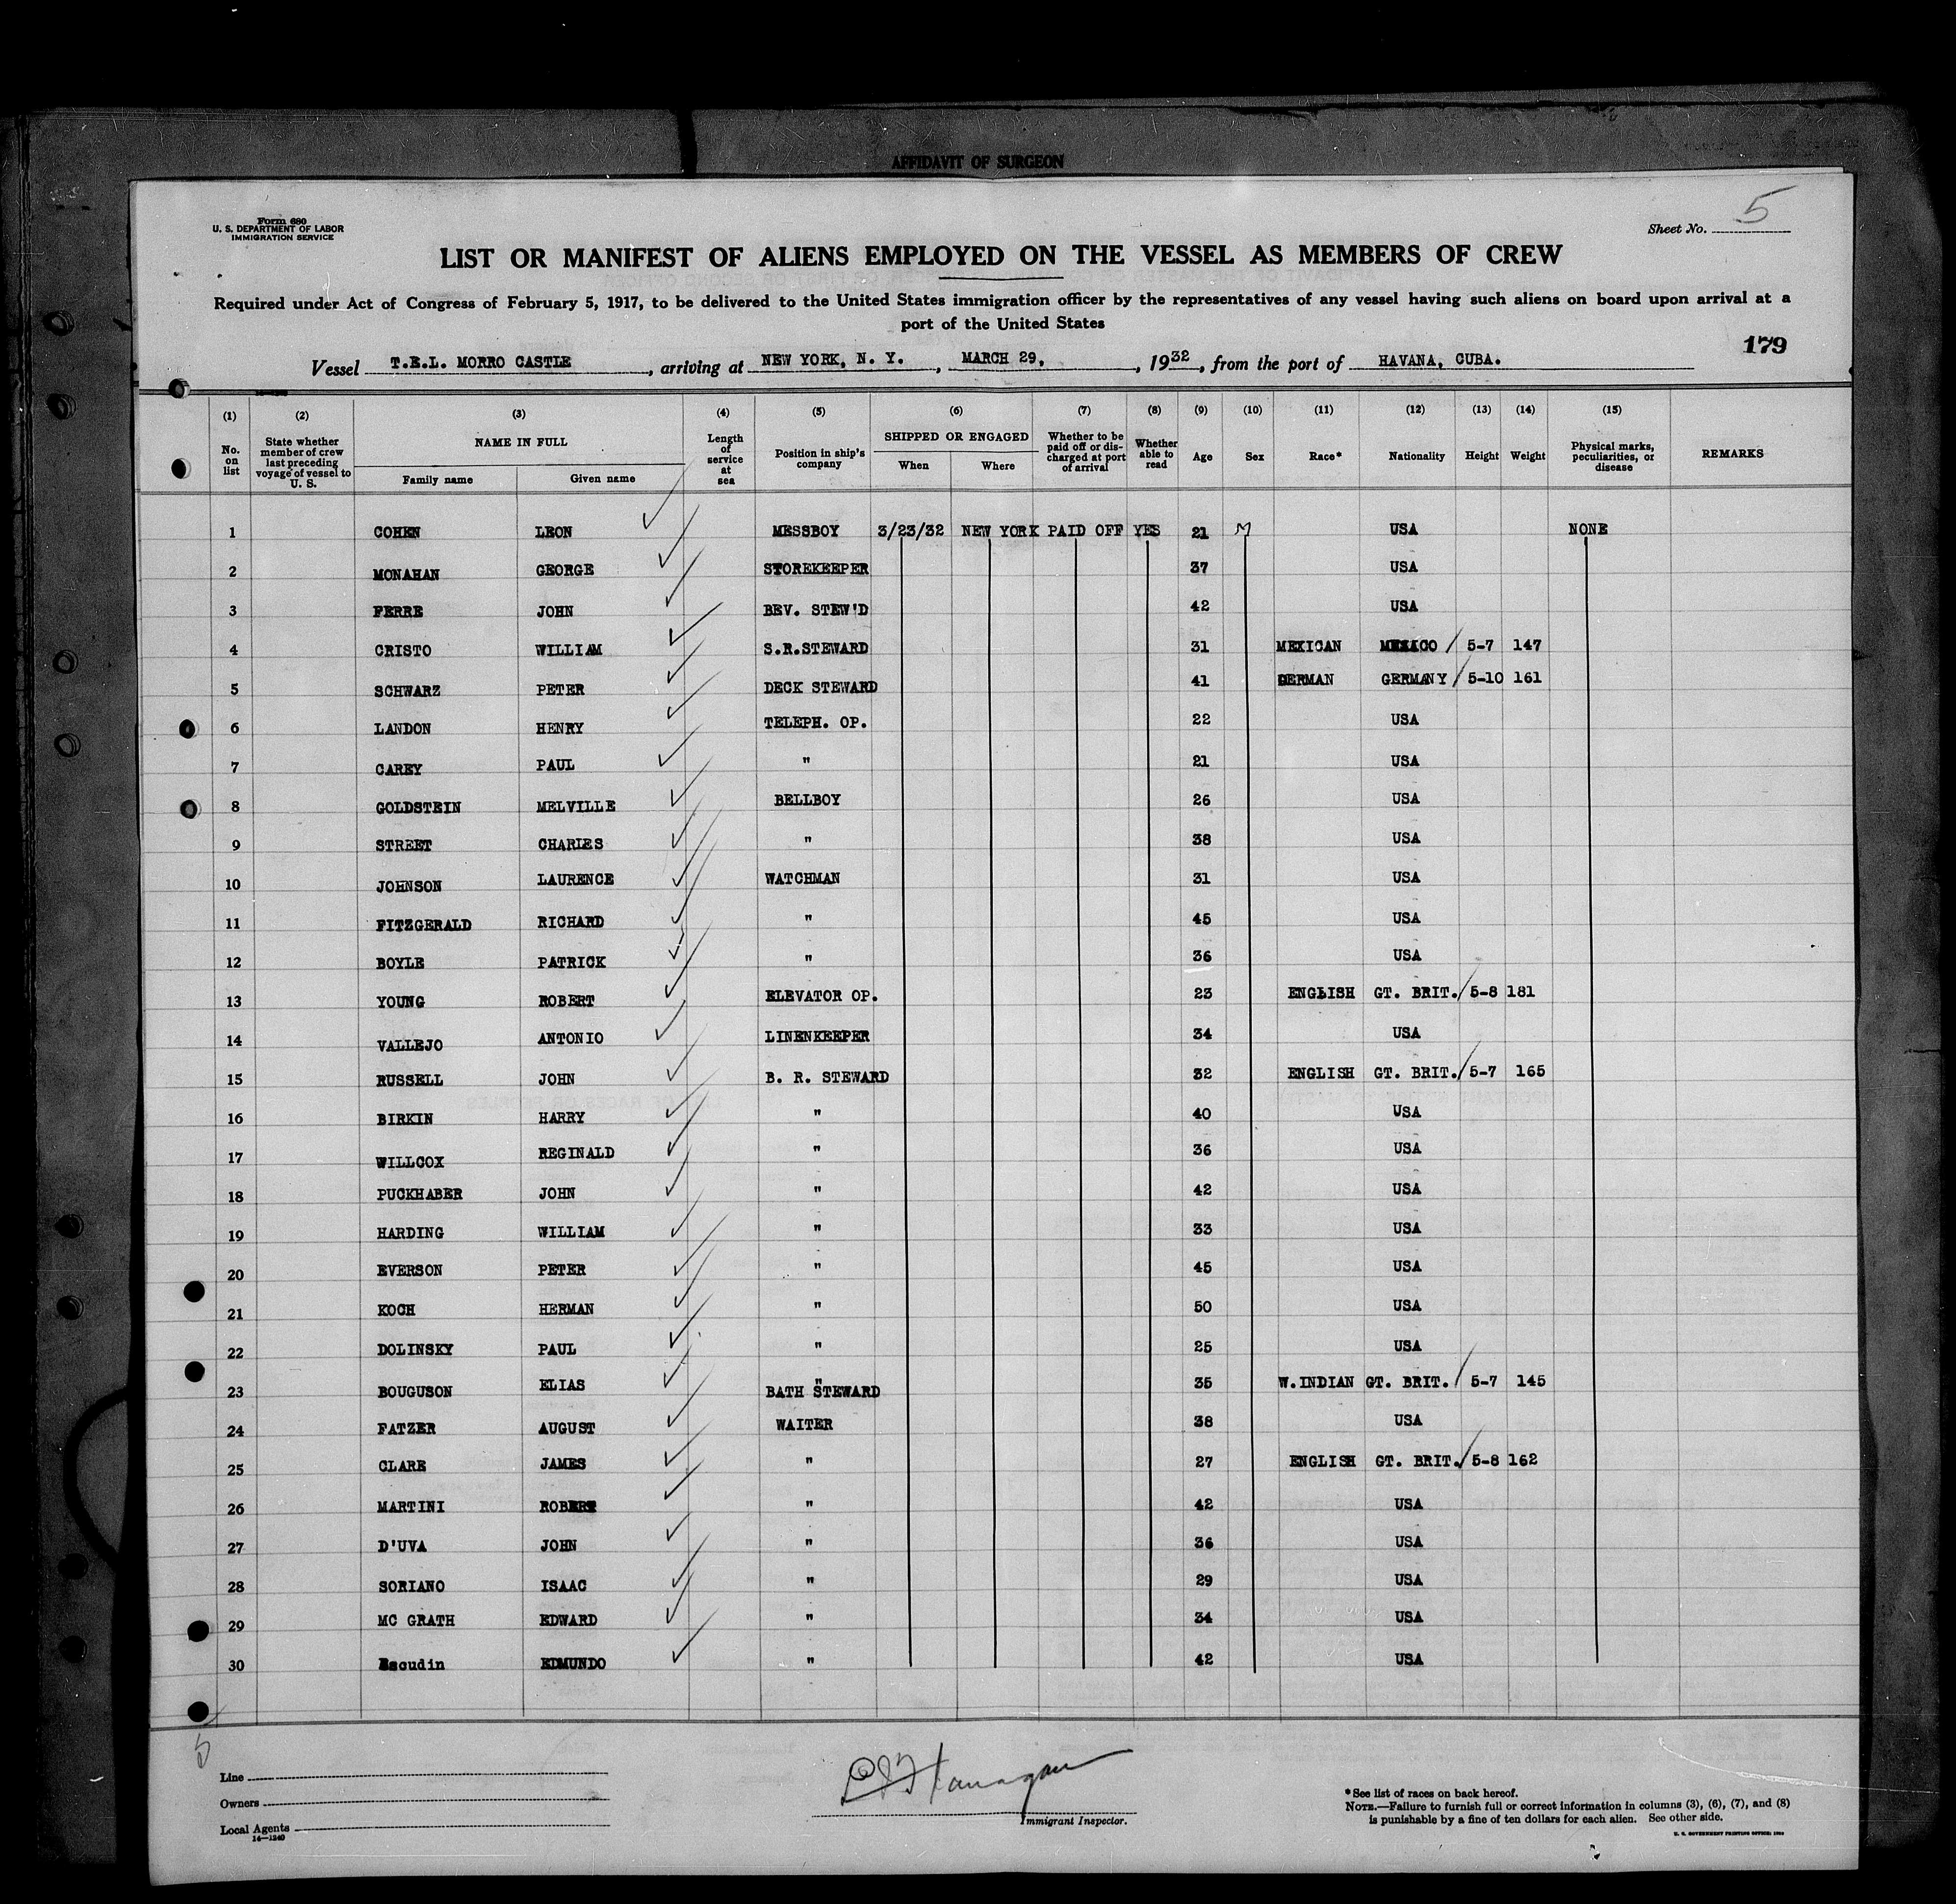 AFFIDAVIT OF SURGEON
Form 680
U. S. DEPARTMENT OF LABOR
IMMIGRATION SERVICE
Sheet No. 5
LIST OR MANIFEST OF ALIENS EMPLOYED ON THE VESSEL AS MEMBERS OF CREW
Required under Act of Congress of February 5, 1917, to be delivered to the United States immigration officer by the representatives of any vessel having such aliens on board upon arrival at a
port of the United States
179
Vessel T.E.L. MORRO CASTLE, arriving at NEW YORK, N. Y., MARCH 29, 1932, from the port of HAVANA, CUBA.
(1) (2) (3) (4) (5) (6) (7) (8) (9) (10) (11) (12) (13) (14) (15)
No. on list State whether member of crew last preceding voyage of vessel to U. S. NAME IN FULL Family name Given name Length of service at sea Position in ship's company SHIPPED OR ENGAGED When Where Whether to be paid off or discharged at port of arrival Whether able to read Age Sex Race* Nationality Height Weight Physical marks, peculiarities, or disease REMARKS
1 COHEN LEON MESSBOY 3/23/32 NEW YORK PAID OFF YES 21 M USA NONE
2 MONAHAN GEORGE STOREKEEPER 37 USA
3 FERRE JOHN BEV. STEW'D 42 USA
4 CRISTO WILLIAM S.R.STEWARD 31 MEXICAN MEXICO 5-7 147
5 SCHWARZ PETER DECK STEWARD 41 GERMAN GERMANY 5-10 161
6 LANDON HENRY TELEPH. OP. 22 USA
7 CAREY PAUL " 21 USA
8 GOLDSTEIN MELVILLE BELLBOY 26 USA
9 STREET CHARLES " 38 USA
10 JOHNSON LAURENCE WATCHMAN 31 USA
11 FITZGERALD RICHARD " 45 USA
12 BOYLE PATRICK " 36 USA
13 YOUNG ROBERT ELEVATOR OP. 23 ENGLISH GT. BRIT. 5-8 181
14 VALLEJO ANTONIO LINENKEEPER 34 USA
15 RUSSELL JOHN B. R. STEWARD 32 ENGLISH GT. BRIT. 5-7 165
16 BIRKIN HARRY " 40 USA
17 WILLCOX REGINALD " 36 USA
18 PUCKHABER JOHN " 42 USA
19 HARDING WILLIAM " 33 USA
20 EVERSON PETER " 45 USA
21 KOCH HERMAN " 50 USA
22 DOLINSKY PAUL " 25 USA
23 BOUGUSON ELIAS " BATH STEWARD 35 W.INDIAN GT. BRIT. 5-7 145
24 FATZER AUGUST WAITER 38 USA
25 CLARE JAMES " 27 ENGLISH GT. BRIT. 5-8 162
26 MARTINI ROBERT " 42 USA
27 D'UVA JOHN " 36 USA
28 SORIANO ISAAC " 29 USA
29 MC GRATH EDWARD " 34 USA
30 Escudin EDMUNDO " 42 USA
5
Line
Owners
Local Agents
14—1240
Immigrant Inspector.
*See list of races on back hereof.
NOTE.—Failure to furnish full or correct information in columns (3), (6), (7), and (8)
is punishable by a fine of ten dollars for each alien. See other side.